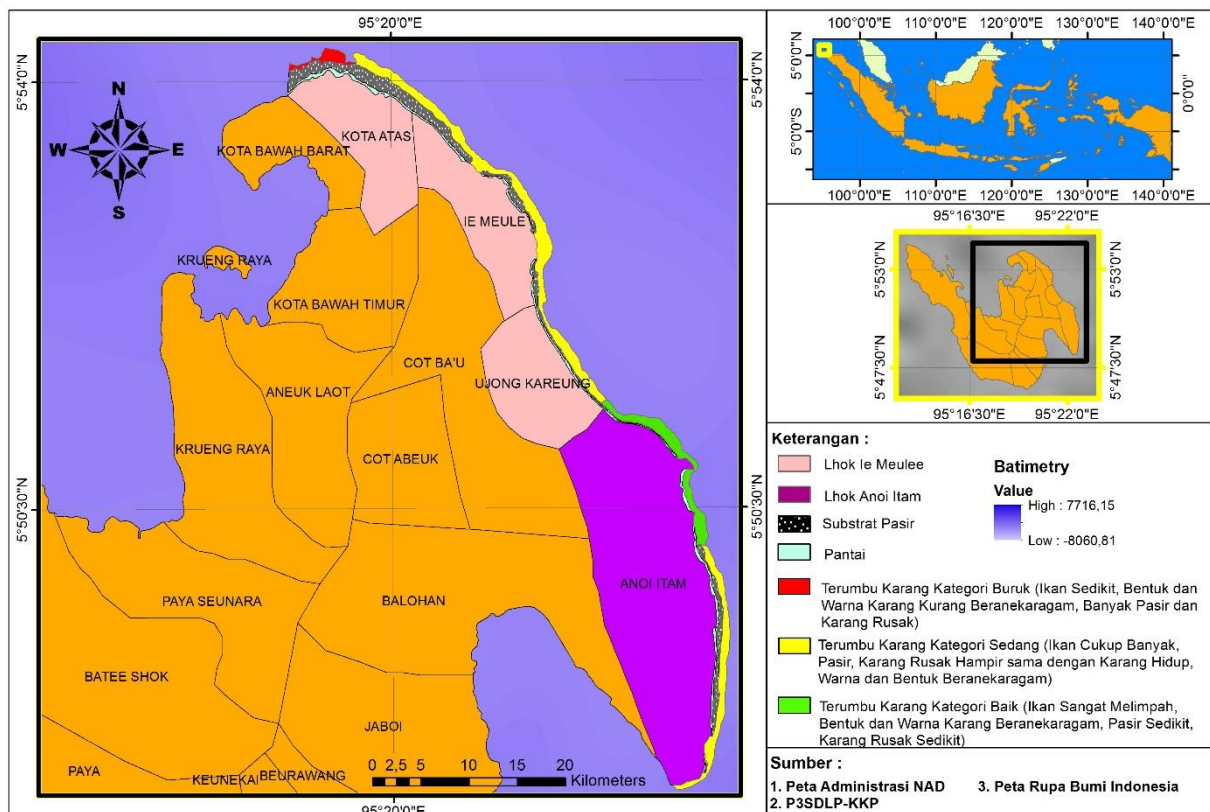 95°20'0"E
5°54'0"N
5°54'0"N
N
W
E
S
KOTA ATAS
KOTA BAWAH BARAT
IE MEULE
KRUENG RAYA
KOTA BAWAH TIMUR
COT BA'U
UJONG KAREUNG
ANEUK LAOT
KRUENG RAYA
COT ABEUK
5°50'30"N
5°50'30"N
ANOI ITAM
PAYA SEUNARA
BALOHAN
BATEE SHOK
JABOI
PAYA
KEUNEKAI
BEURAWANG
0 2,5 5 10 15 20
Kilometers
95°20'0"E
100°0'0"E 110°0'0"E 120°0'0"E 130°0'0"E 140°0'0"E
5°0'0"N
5°0'0"S
0°0'0"
100°0'0"E 110°0'0"E 120°0'0"E 130°0'0"E 140°0'0"E
95°16'30"E 95°22'0"E
5°53'0"N
5°53'0"N
5°47'30"N
5°47'30"N
95°16'30"E 95°22'0"E
Keterangan :
Lhok Ie Meulee
Lhok Anoi Itam
Substrat Pasir
Pantai
Batimetry
Value
High : 7716,15
Low : -8060,81
Terumbu Karang Kategori Buruk (Ikan Sedikit, Bentuk dan
Warna Karang Kurang Beranekaragam, Banyak Pasir dan
Karang Rusak)
Terumbu Karang Kategori Sedang (Ikan Cukup Banyak,
Pasir, Karang Rusak Hampir sama dengan Karang Hidup,
Warna dan Bentuk Beranekaragam)
Terumbu Karang Kategori Baik (Ikan Sangat Melimpah,
Bentuk dan Warna Karang Beranekaragam, Pasir Sedikit,
Karang Rusak Sedikit)
Sumber :
1. Peta Administrasi NAD 3. Peta Rupa Bumi Indonesia
2. P3SDLP-KKP